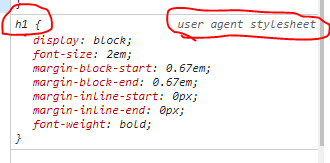 }
h1 { user agent stylesheet
display: block;
font-size: 2em;
margin-block-start: 0.67em;
margin-block-end: 0.67em;
margin-inline-start: 0px;
margin-inline-end: 0px;
font-weight: bold;
}